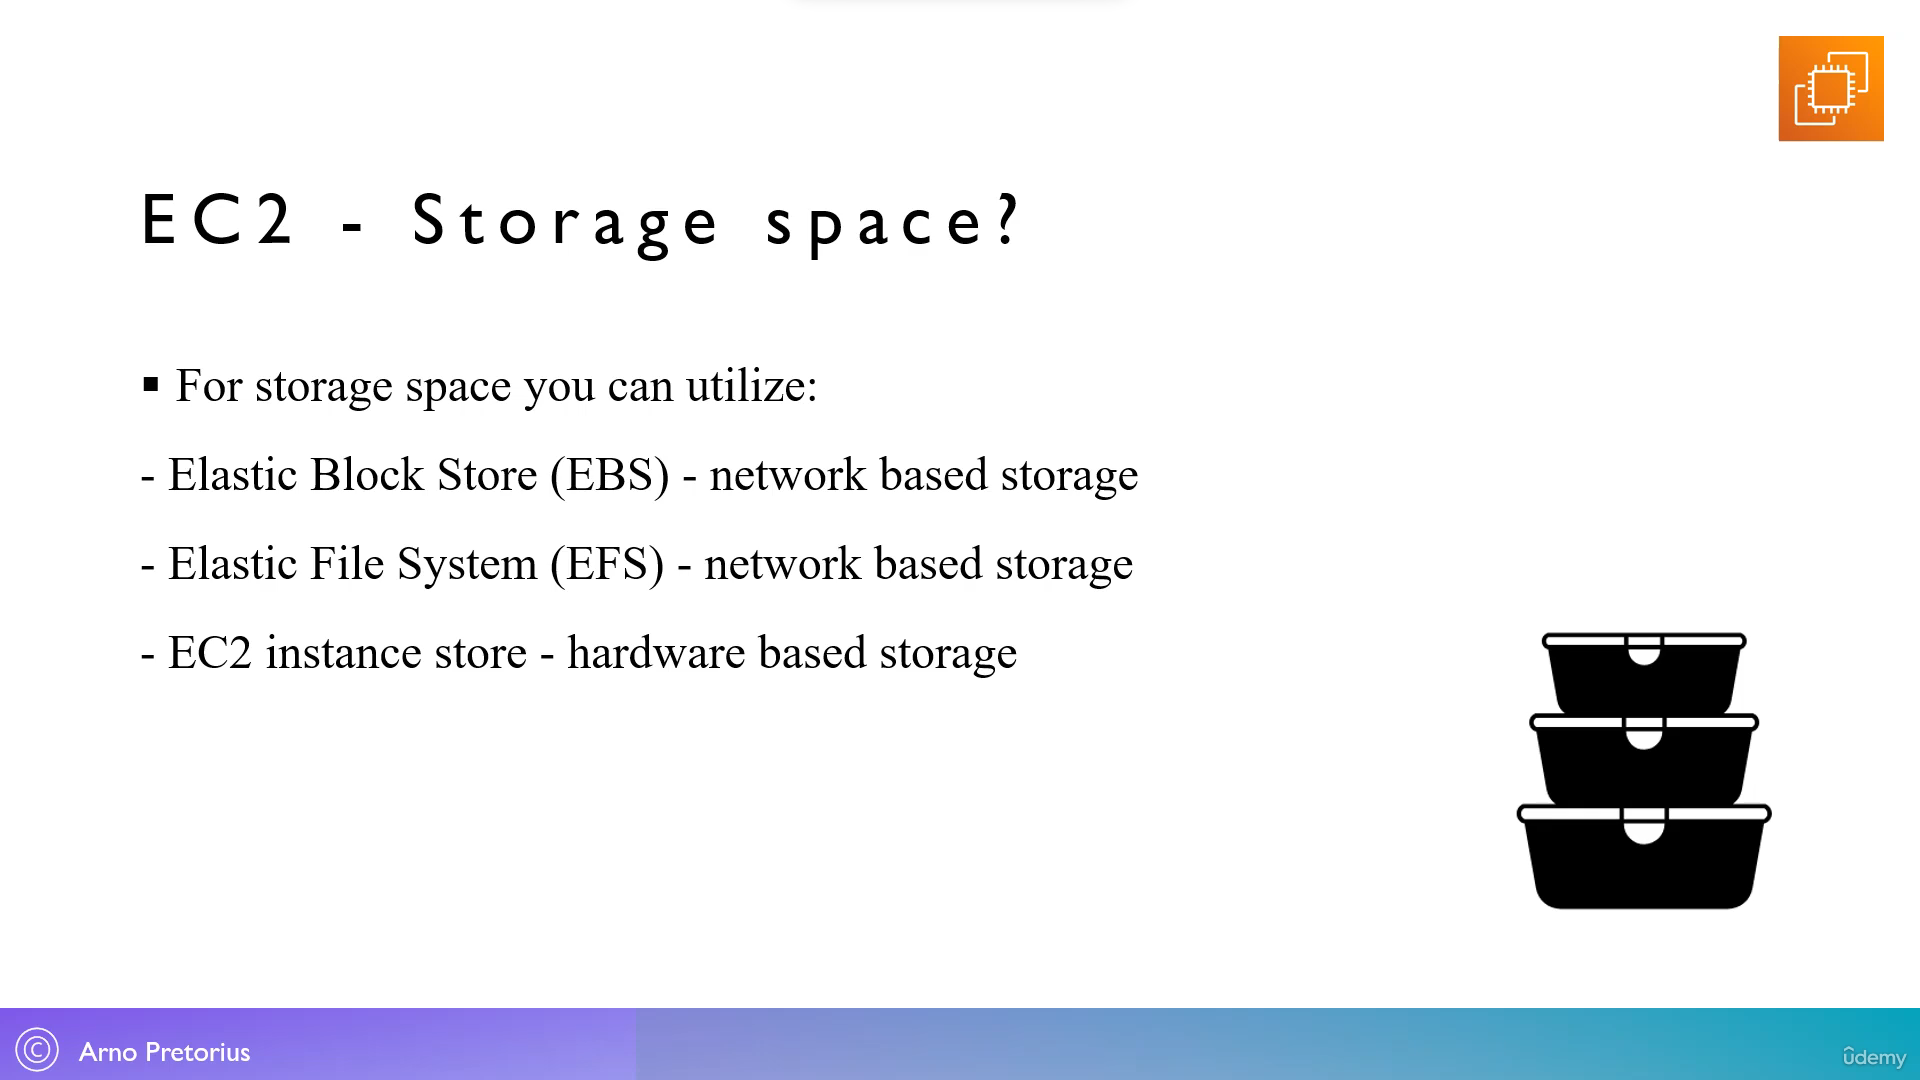 EC2 - Storage space?
▪ For storage space you can utilize:
- Elastic Block Store (EBS) - network based storage
- Elastic File System (EFS) - network based storage
- EC2 instance store - hardware based storage
© Arno Pretorius
ûdemy